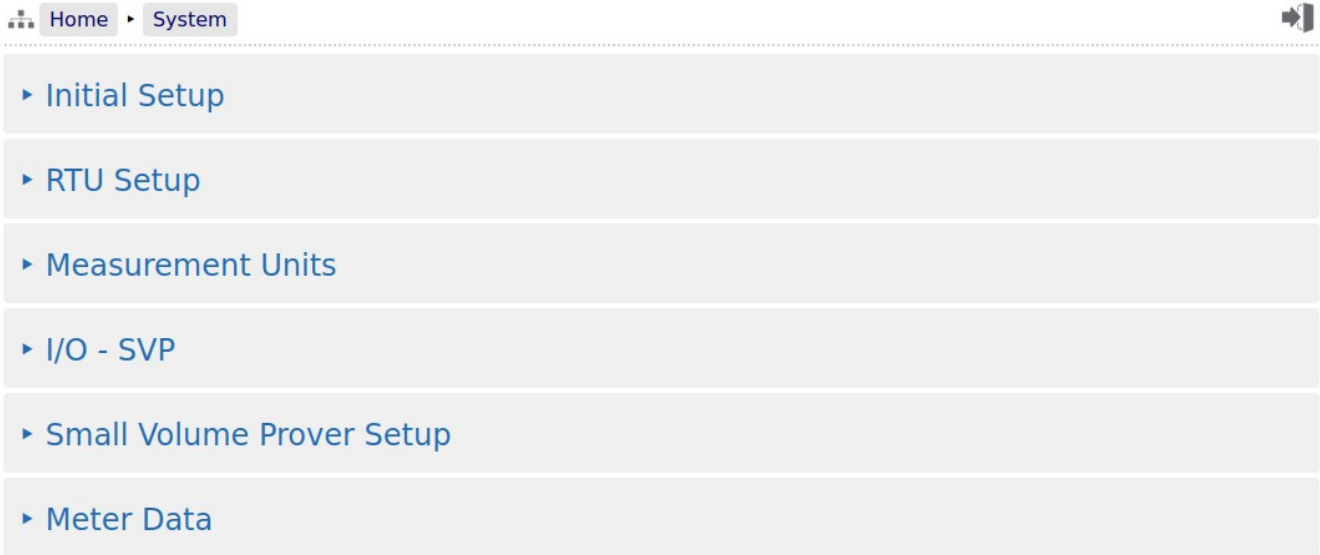 Home ‣ System
Initial Setup
RTU Setup
Measurement Units
I/O - SVP
Small Volume Prover Setup
Meter Data